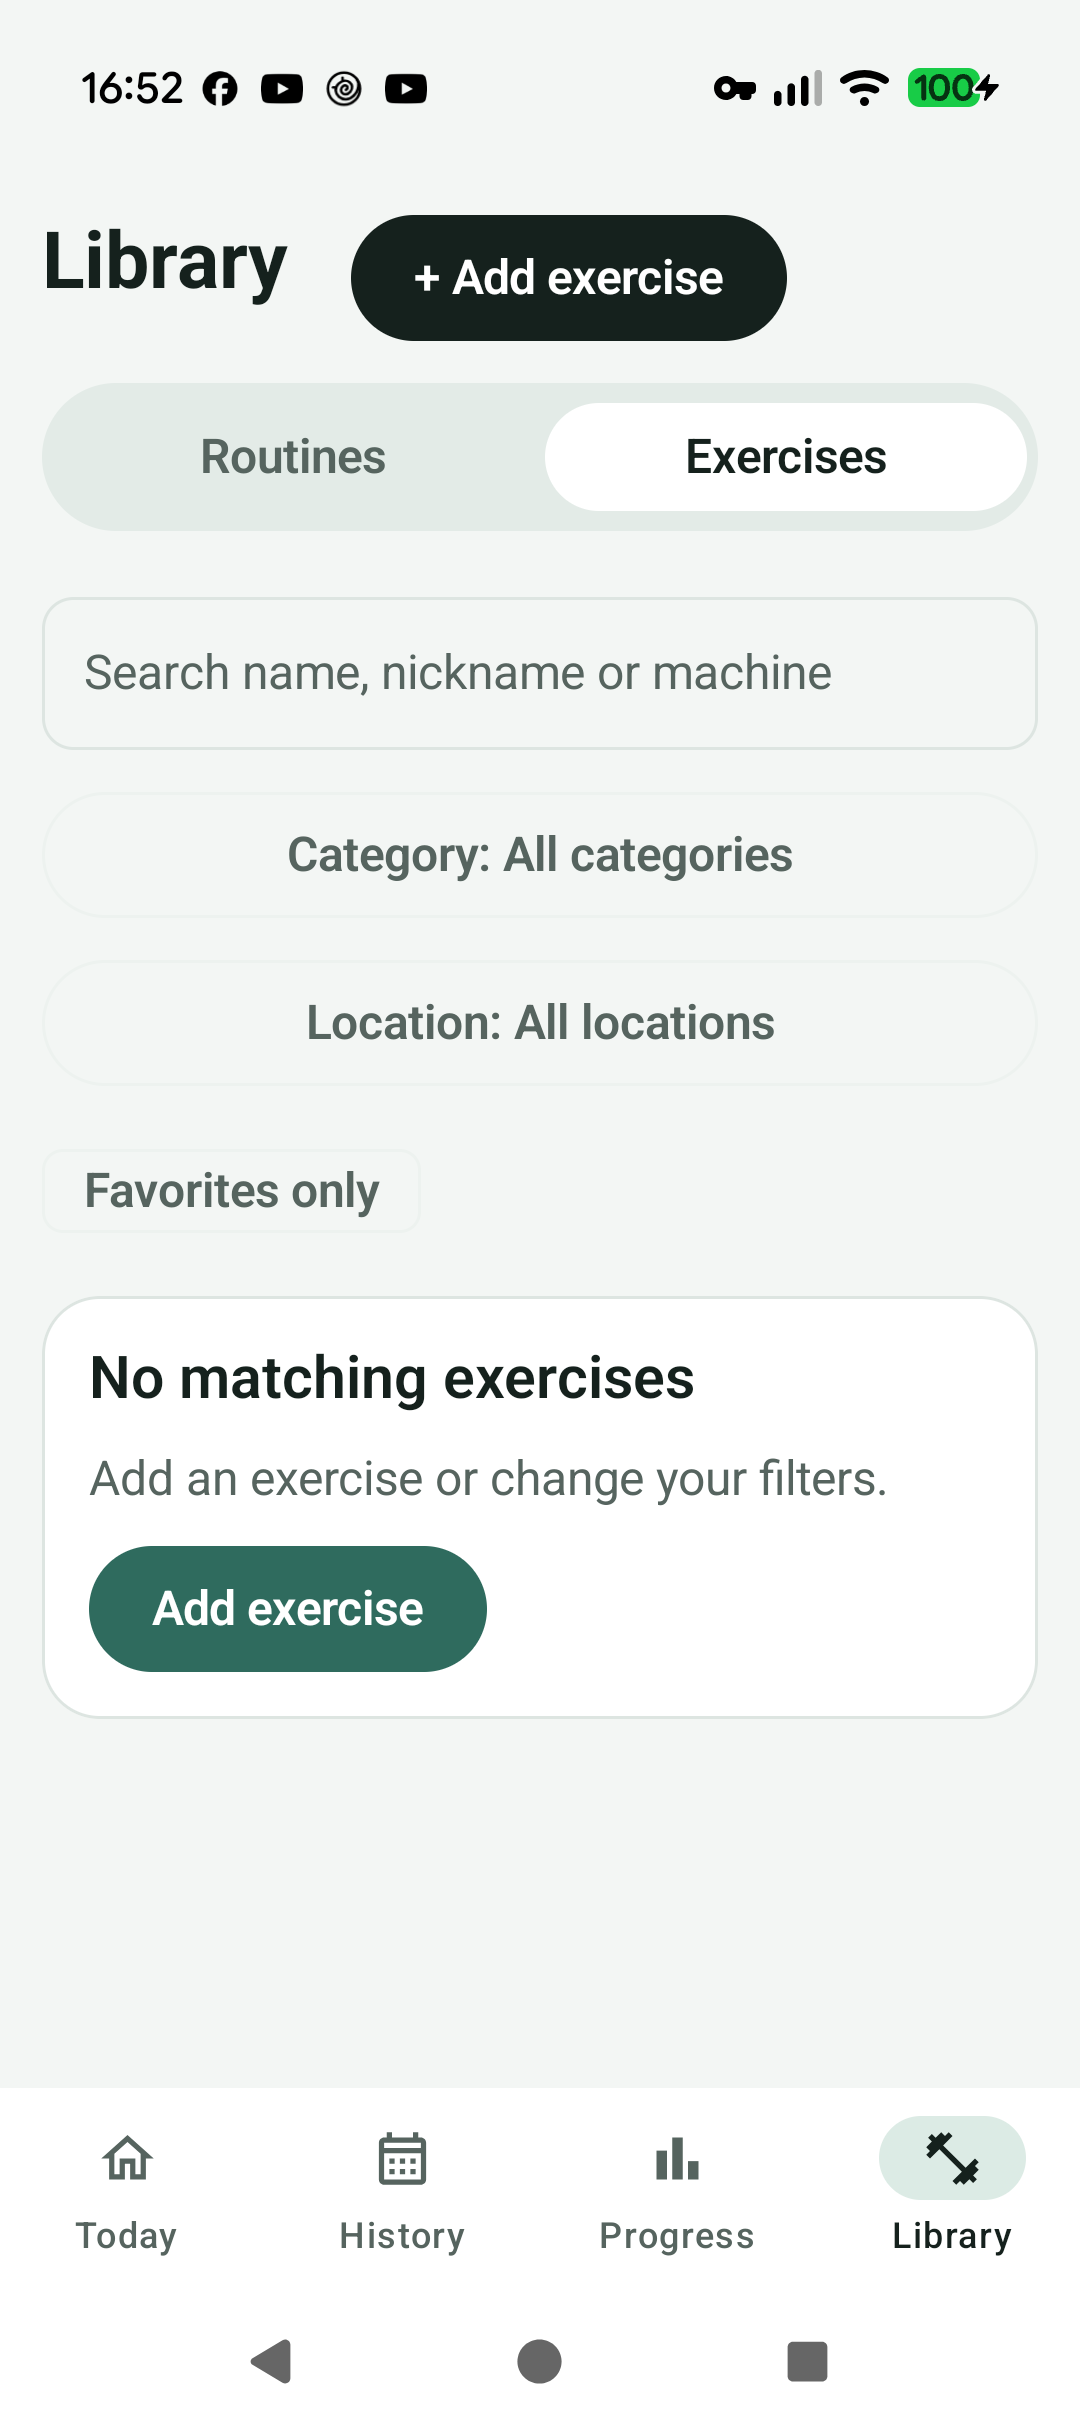 16:52
100
Library
+ Add exercise
Routines
Exercises
Search name, nickname or machine
Category: All categories
Location: All locations
Favorites only
No matching exercises
Add an exercise or change your filters.
Add exercise
Today
History
Progress
Library